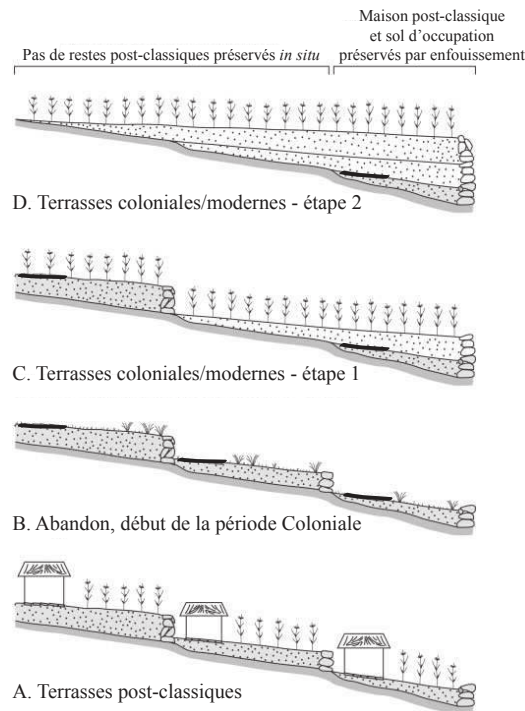 Maison post-classique
et sol d'occupation
Pas de restes post-classiques préservés in situ préservés par enfouissement
D. Terrasses coloniales/modernes - étape 2
C. Terrasses coloniales/modernes - étape 1
B. Abandon, début de la période Coloniale
A. Terrasses post-classiques